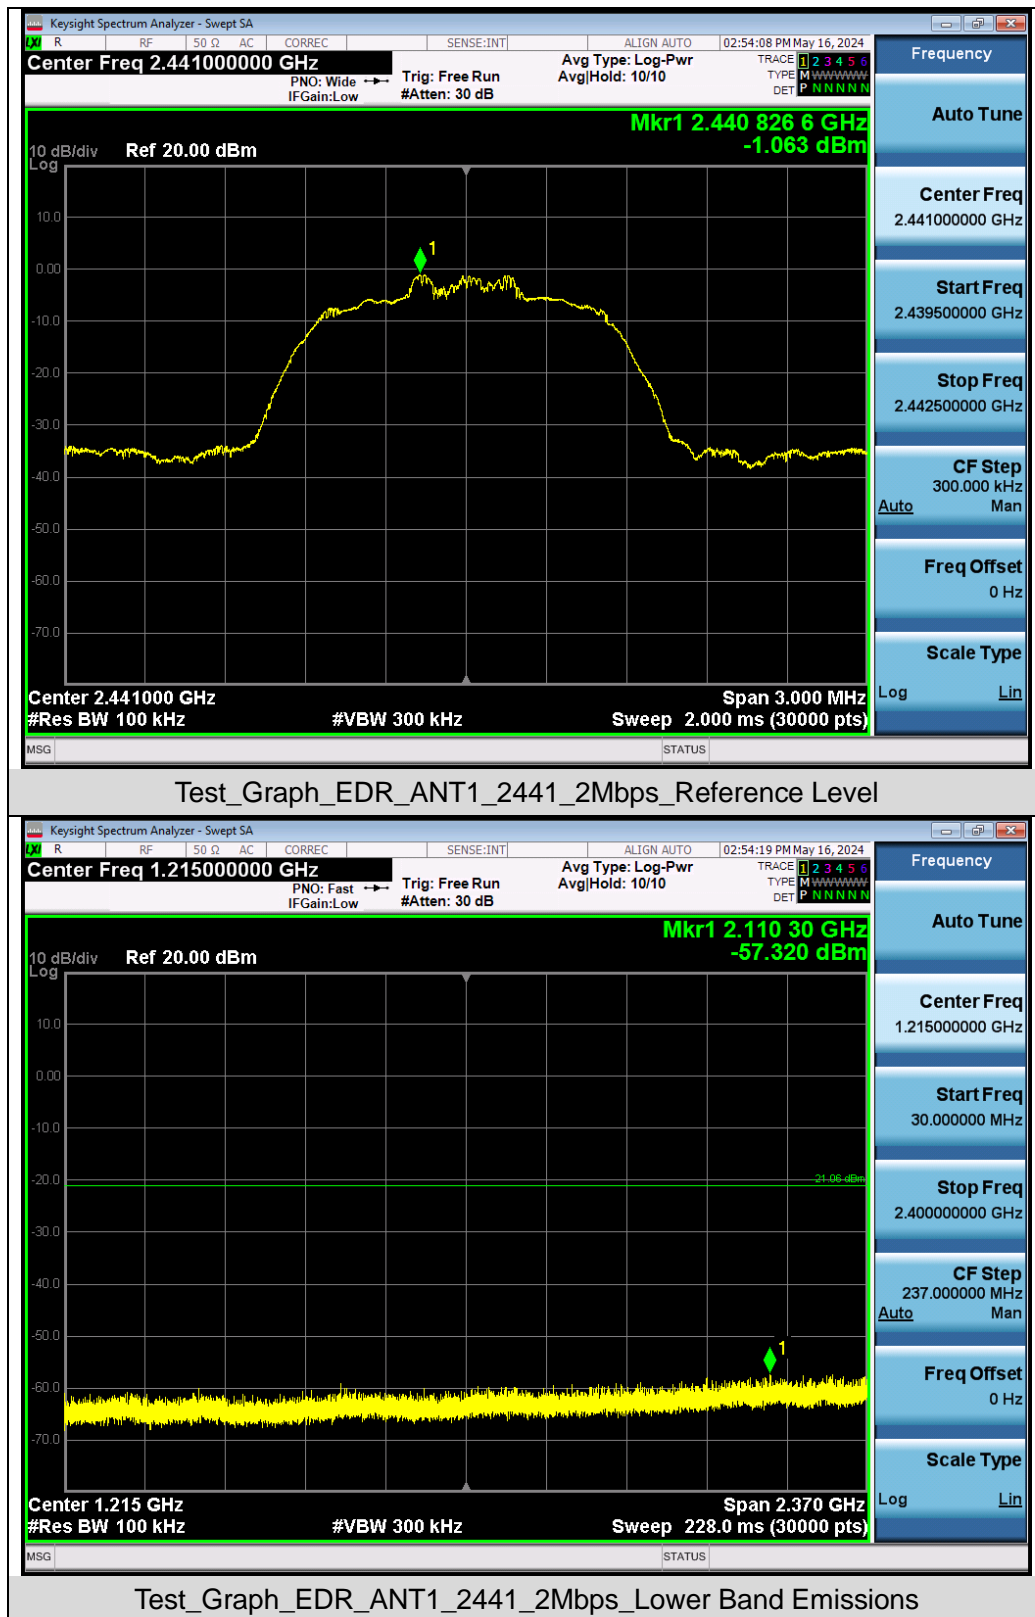 Keysight Spectrum Analyzer - Swept SA
LXI R RF 50 Ω AC CORREC SENSE:INT ALIGN AUTO 02:54:08 PM May 16, 2024
Center Freq 2.441000000 GHz
PNO: Wide
IFGain:Low
Trig: Free Run
#Atten: 30 dB
Avg Type: Log-Pwr
Avg|Hold: 10/10
TRACE 1 2 3 4 5 6
TYPE M WWWWW
DET P N N N N N
Mkr1 2.440 826 6 GHz
-1.063 dBm
10 dB/div Ref 20.00 dBm
Log
10.0
0.00
-10.0
-20.0
-30.0
-40.0
-50.0
-60.0
-70.0
1
Center 2.441000 GHz Span 3.000 MHz
#Res BW 100 kHz #VBW 300 kHz Sweep 2.000 ms (30000 pts)
MSG STATUS
Frequency
Auto Tune
Center Freq
2.441000000 GHz
Start Freq
2.439500000 GHz
Stop Freq
2.442500000 GHz
CF Step
300.000 kHz
Auto Man
Freq Offset
0 Hz
Scale Type
Log Lin
Test_Graph_EDR_ANT1_2441_2Mbps_Reference Level
Keysight Spectrum Analyzer - Swept SA
LXI R RF 50 Ω AC CORREC SENSE:INT ALIGN AUTO 02:54:19 PM May 16, 2024
Center Freq 1.215000000 GHz
PNO: Fast
IFGain:Low
Trig: Free Run
#Atten: 30 dB
Avg Type: Log-Pwr
Avg|Hold: 10/10
TRACE 1 2 3 4 5 6
TYPE M WWWWW
DET P N N N N N
Mkr1 2.110 30 GHz
-57.320 dBm
10 dB/div Ref 20.00 dBm
Log
10.0
0.00
-10.0
-20.0
-30.0
-40.0
-50.0
-60.0
-70.0
21.06 dBm
1
Center 1.215 GHz Span 2.370 GHz
#Res BW 100 kHz #VBW 300 kHz Sweep 228.0 ms (30000 pts)
MSG STATUS
Frequency
Auto Tune
Center Freq
1.215000000 GHz
Start Freq
30.000000 MHz
Stop Freq
2.400000000 GHz
CF Step
237.000000 MHz
Auto Man
Freq Offset
0 Hz
Scale Type
Log Lin
Test_Graph_EDR_ANT1_2441_2Mbps_Lower Band Emissions